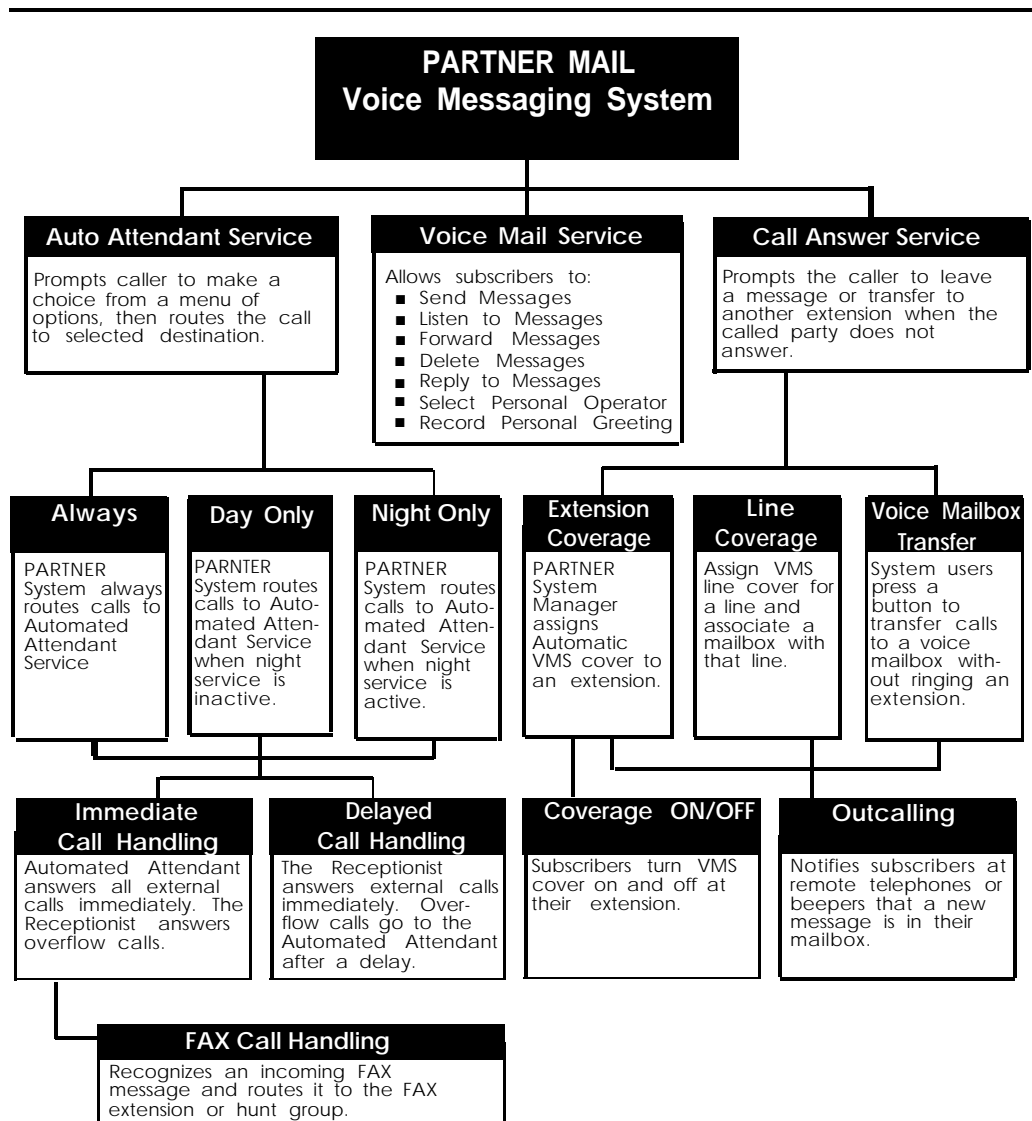 PARTNER MAIL
Voice Messaging System
Auto Attendant Service
Prompts caller to make a
choice from a menu of
options, then routes the call
to selected destination.
Voice Mail Service
Allows subscribers to:
■ Send Messages
■ Listen to Messages
■ Forward Messages
■ Delete Messages
■ Reply to Messages
■ Select Personal Operator
■ Record Personal Greeting
Call Answer Service
Prompts the caller to leave
a message or transfer to
another extension when the
called party does not
answer.
Always
PARTNER
System always
routes calls to
Automated
Attendant
Service
Day Only
PARNTER
System routes
calls to Auto-
mated Atten-
dant Service
when night
service is
inactive.
Night Only
PARTNER
System routes
calls to Auto-
mated Atten-
dant Service
when night
service is
active.
Extension
Coverage
PARTNER
System
Manager
assigns
Automatic
VMS cover to
an extension.
Line
Coverage
Assign VMS
line cover for
a line and
associate a
mailbox with
that line.
Voice Mailbox
Transfer
System users
press a
button to
transfer calls
to a voice
mailbox with-
out ringing an
extension.
Immediate
Call Handling
Automated Attendant
answers all external
calls immediately. The
Receptionist answers
overflow calls.
Delayed
Call Handling
The Receptionist
answers external calls
immediately. Over-
flow calls go to the
Automated Attendant
after a delay.
Coverage ON/OFF
Subscribers turn VMS
cover on and off at
their extension.
Outcalling
Notifies subscribers at
remote telephones or
beepers that a new
message is in their
mailbox.
FAX Call Handling
Recognizes an incoming FAX
message and routes it to the FAX
extension or hunt group.